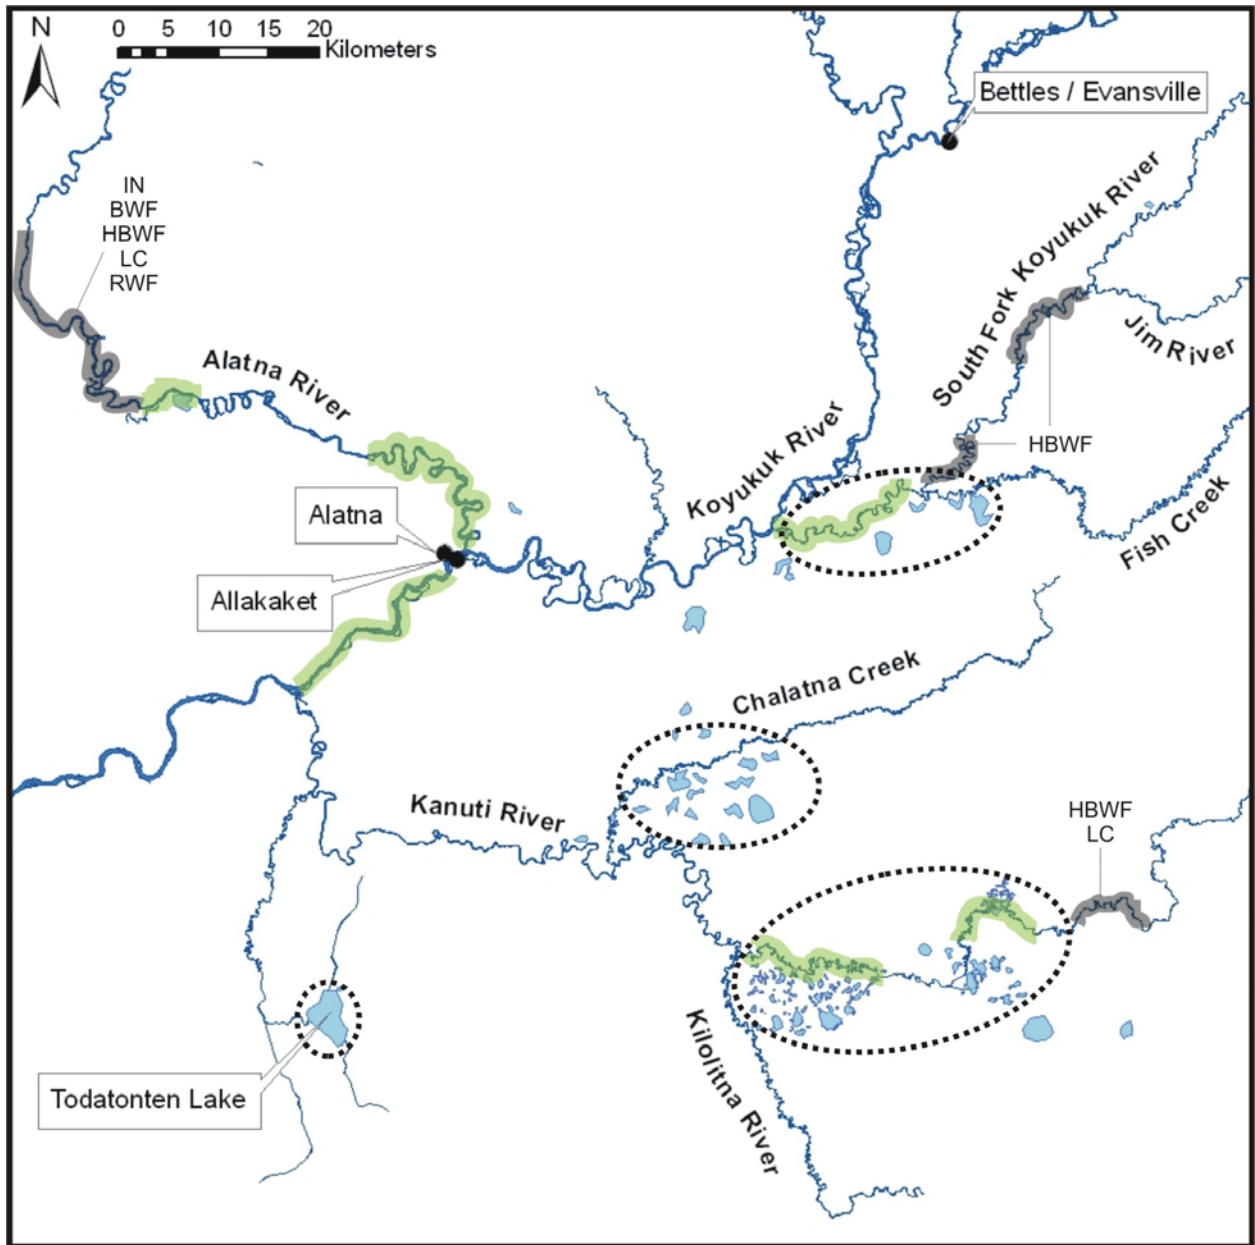 N
0 5 10 15 20
Kilometers
Bettles / Evansville
IN
BWF
HBWF
LC
RWF
South Fork Koyukuk River
Jim River
Alatna River
HBWF
Koyukuk River
Alatna
Fish Creek
Allakaket
Chalatna Creek
Kanuti River
HBWF
LC
Kilolitna River
Todatonten Lake